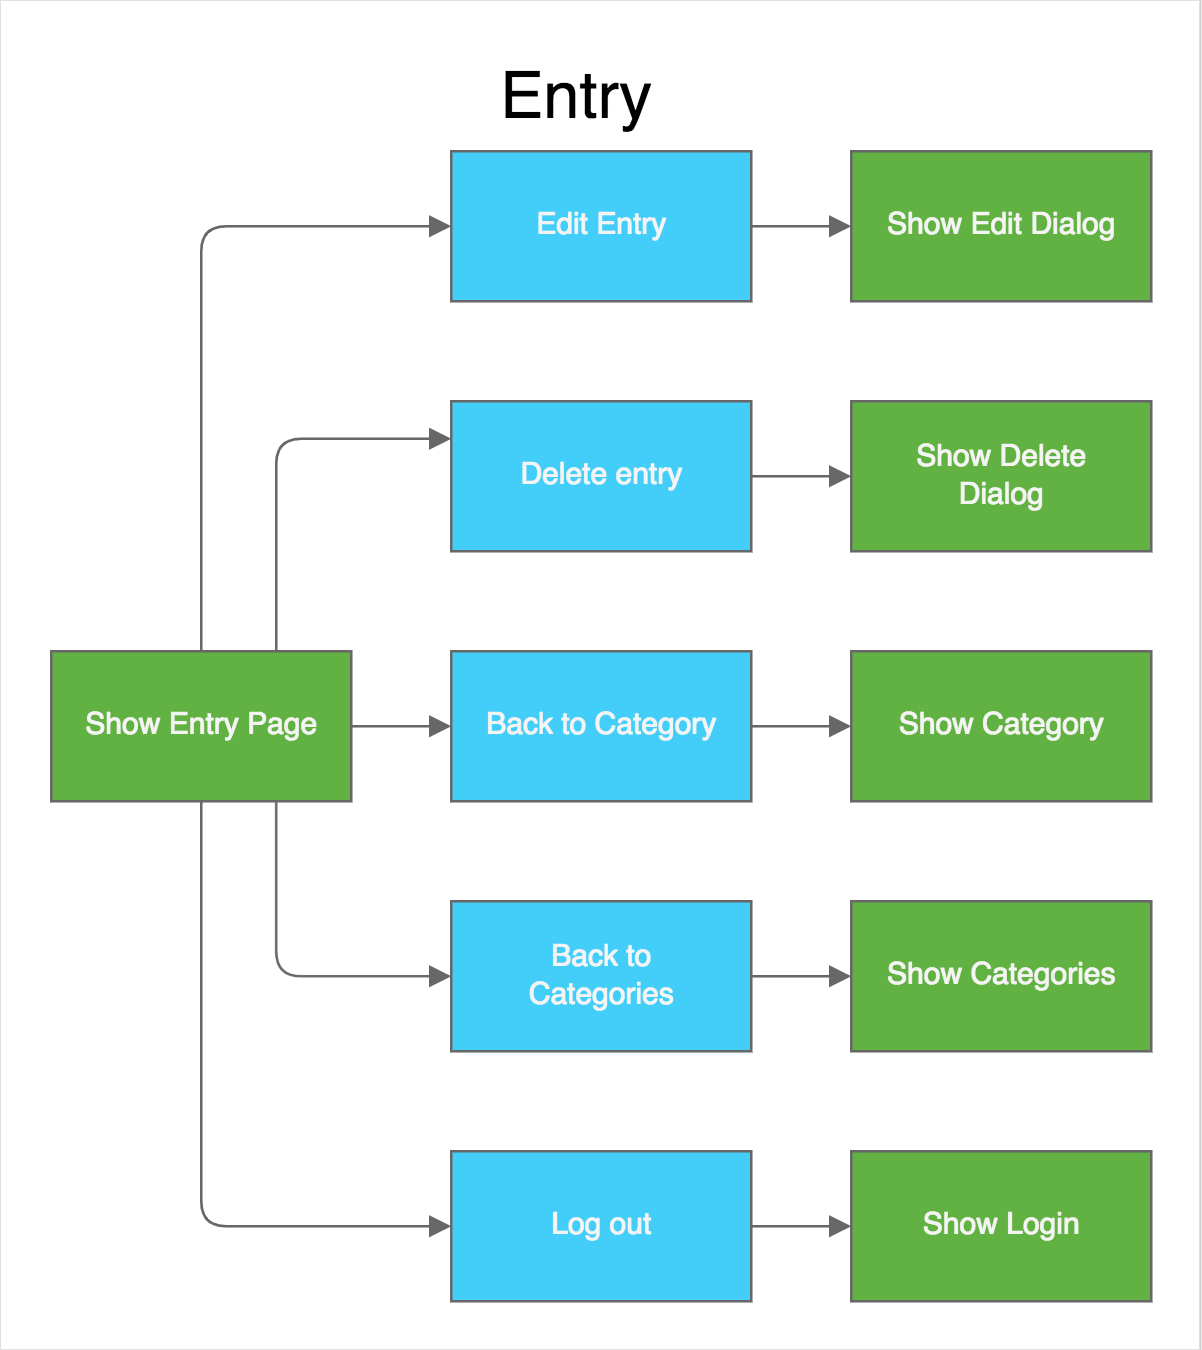 Entry
Edit Entry
Show Edit Dialog
Delete entry
Show Delete
Dialog
Show Entry Page
Back to Category
Show Category
Back to
Categories
Show Categories
Log out
Show Login